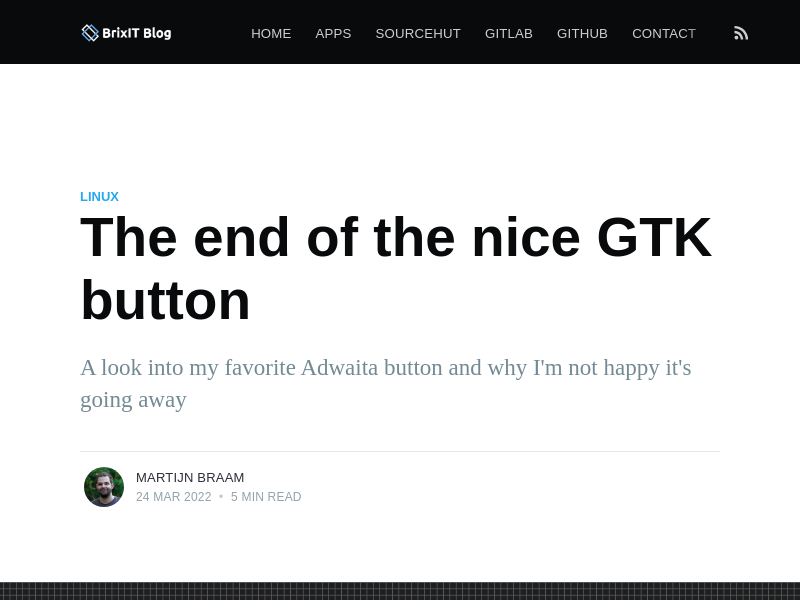 BrixIT Blog HOME APPS SOURCEHUT GITLAB GITHUB CONTACT
LINUX
The end of the nice GTK
button
A look into my favorite Adwaita button and why I'm not happy it's
going away
MARTIJN BRAAM
24 MAR 2022 • 5 MIN READ